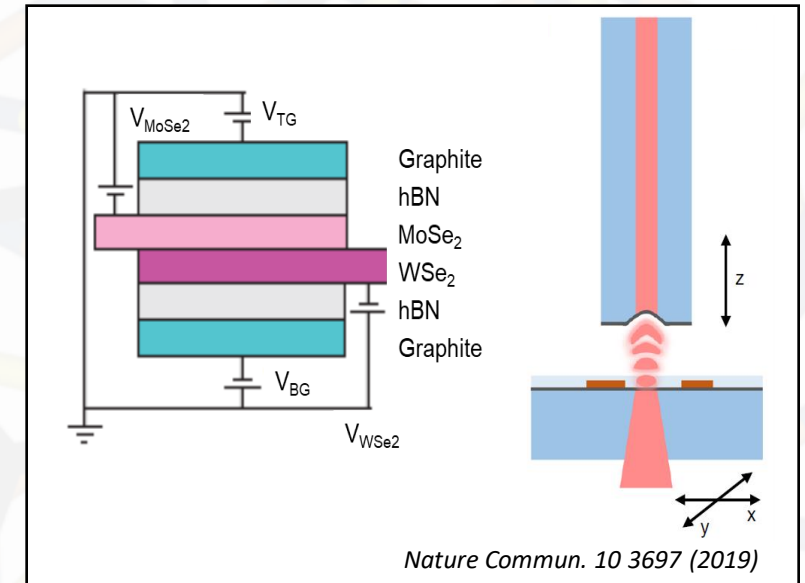 V_MoSe2
V_TG
Graphite
hBN
MoSe₂
WSe₂
hBN
Graphite
V_BG
V_WSe2
z
x
y
Nature Commun. 10 3697 (2019)